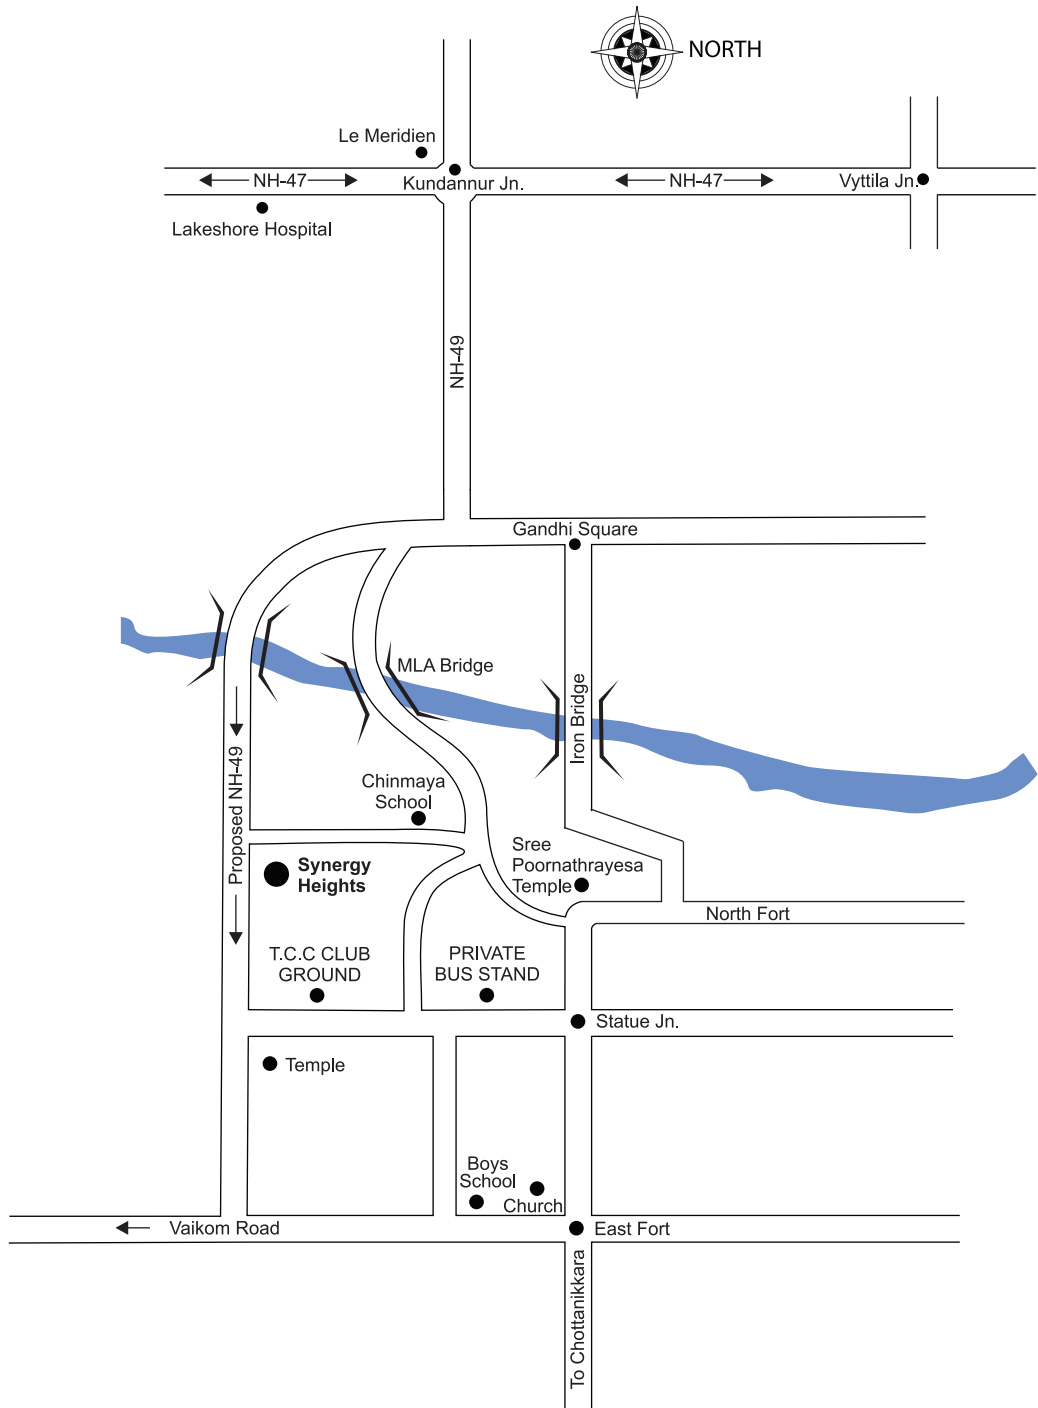 NORTH
Le Meridien
NH-47
Kundannur Jn.
NH-47
Vyttila Jn.
Lakeshore Hospital
NH-49
Gandhi Square
MLA Bridge
Iron Bridge
Proposed NH-49
Chinmaya
School
Synergy
Heights
Sree
Poornathrayesa
Temple
North Fort
T.C.C CLUB
GROUND
PRIVATE
BUS STAND
Statue Jn.
Temple
Boys
School
Church
Vaikom Road
East Fort
To Chottanikkara